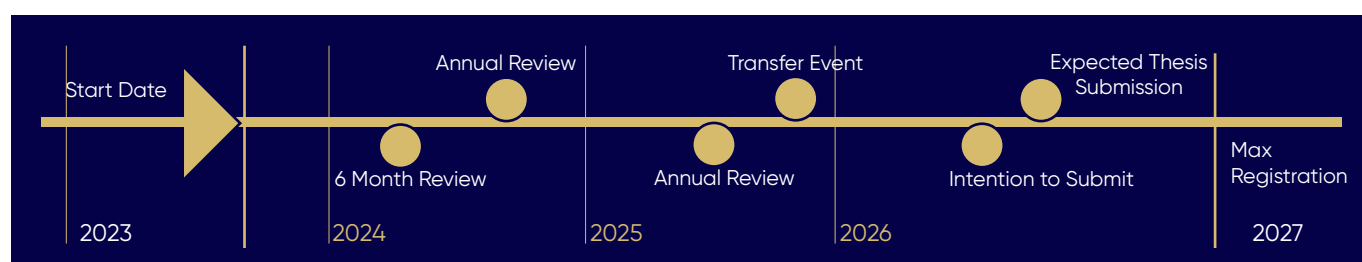 Start Date
Annual Review
Transfer Event
Expected Thesis
Submission
6 Month Review
Annual Review
Intention to Submit
Max
Registration
2023
2024
2025
2026
2027